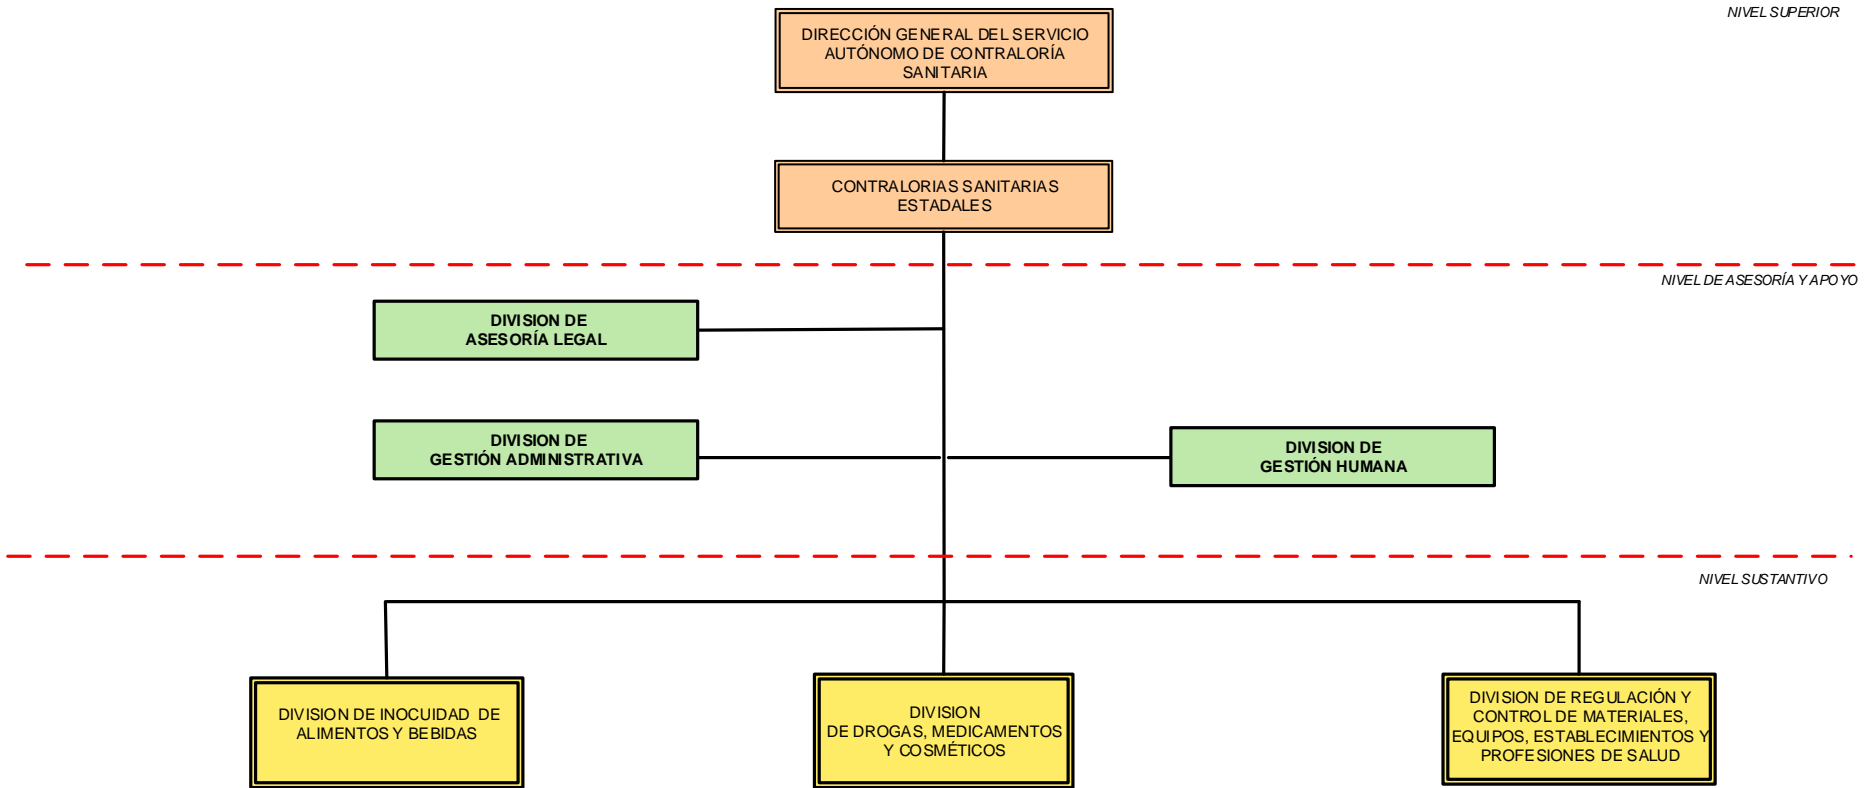 NIVEL SUPERIOR
DIRECCIÓN GENERAL DEL SERVICIO
AUTÓNOMO DE CONTRALORÍA
SANITARIA
CONTRALORIAS SANITARIAS
ESTADALES
NIVEL DE ASESORÍA Y APOYO
DIVISION DE
ASESORÍA LEGAL
DIVISION DE
GESTIÓN ADMINISTRATIVA
DIVISION DE
GESTIÓN HUMANA
NIVEL SUSTANTIVO
DIVISION DE INOCUIDAD DE
ALIMENTOS Y BEBIDAS
DIVISION
DE DROGAS, MEDICAMENTOS
Y COSMÉTICOS
DIVISION DE REGULACIÓN Y
CONTROL DE MATERIALES,
EQUIPOS, ESTABLECIMIENTOS Y
PROFESIONES DE SALUD